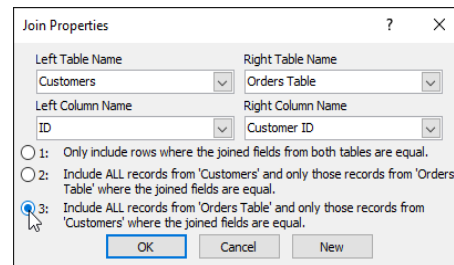 Join Properties ? X
Left Table Name Right Table Name
Customers Orders Table
Left Column Name Right Column Name
ID Customer ID
1: Only include rows where the joined fields from both tables are equal.
2: Include ALL records from 'Customers' and only those records from 'Orders
Table' where the joined fields are equal.
3: Include ALL records from 'Orders Table' and only those records from
'Customers' where the joined fields are equal.
OK Cancel New